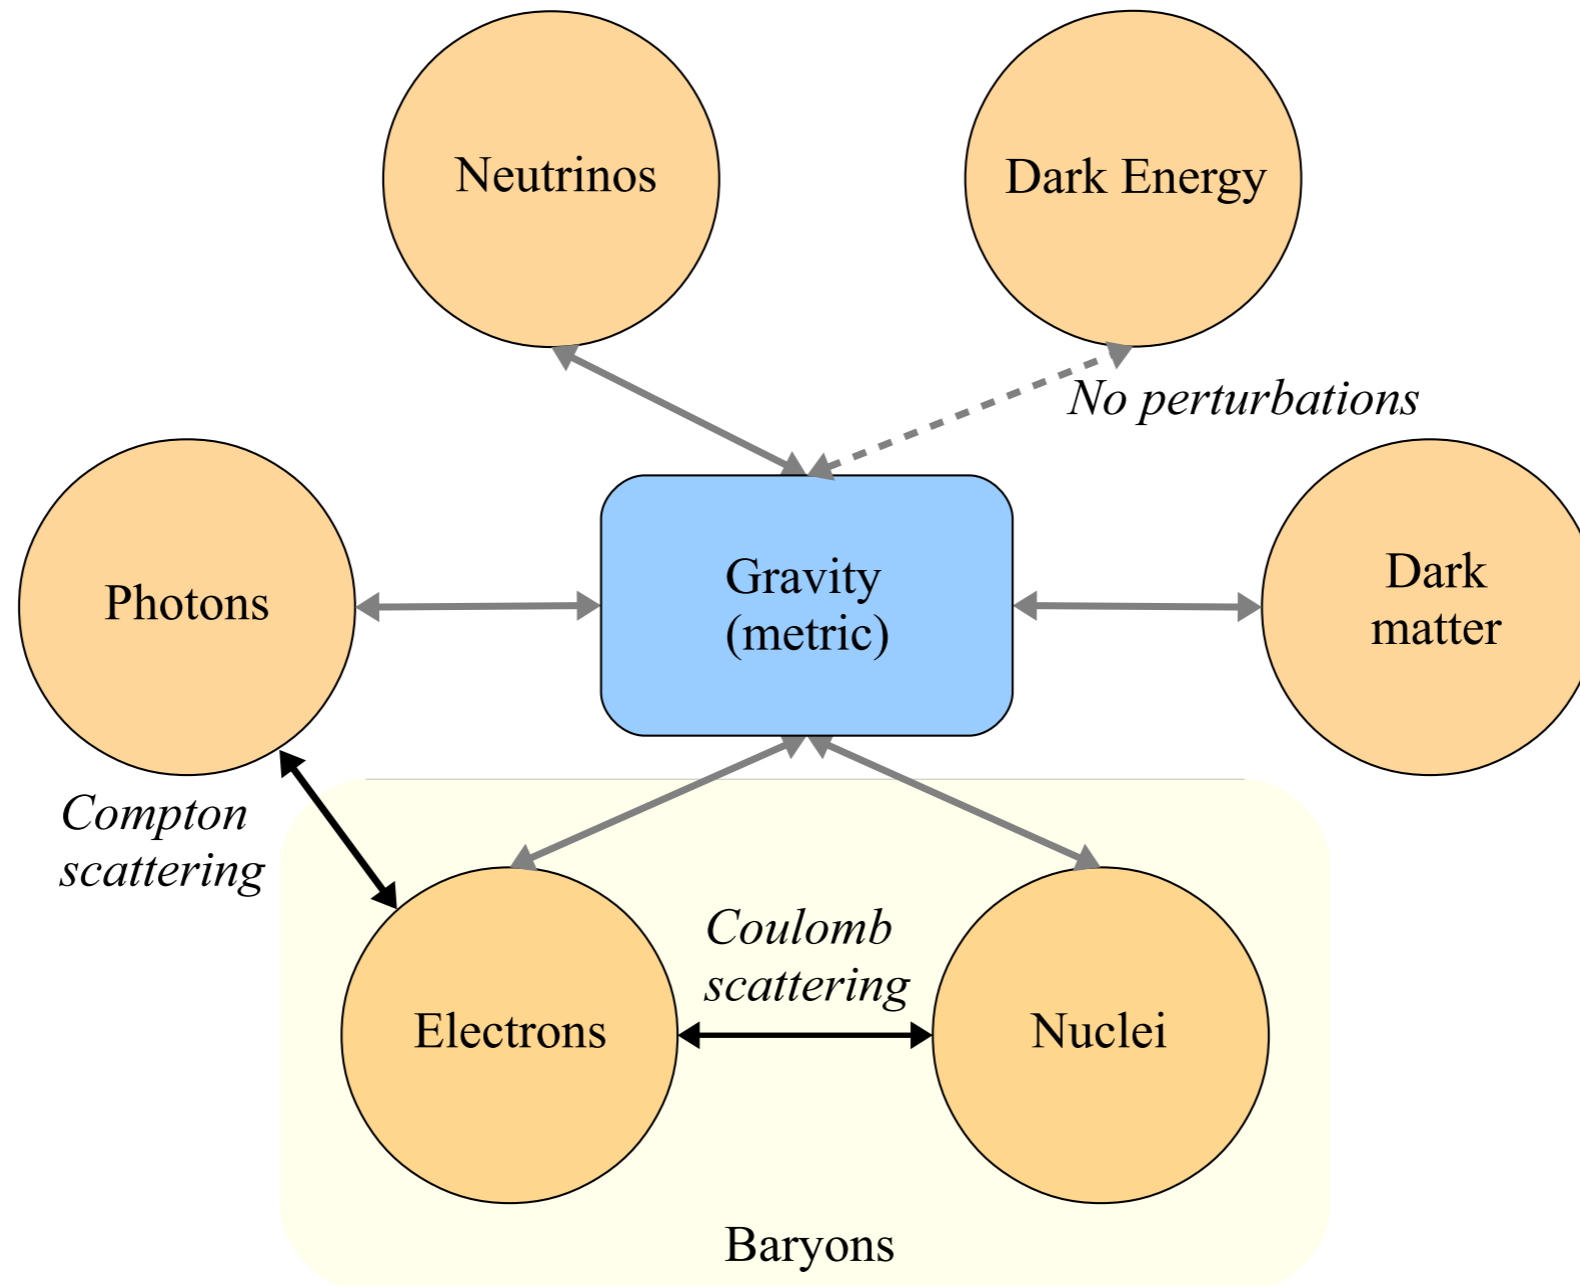 Neutrinos
Dark Energy
No perturbations
Photons
Gravity
(metric)
Dark
matter
Compton
scattering
Coulomb
scattering
Electrons
Nuclei
Baryons